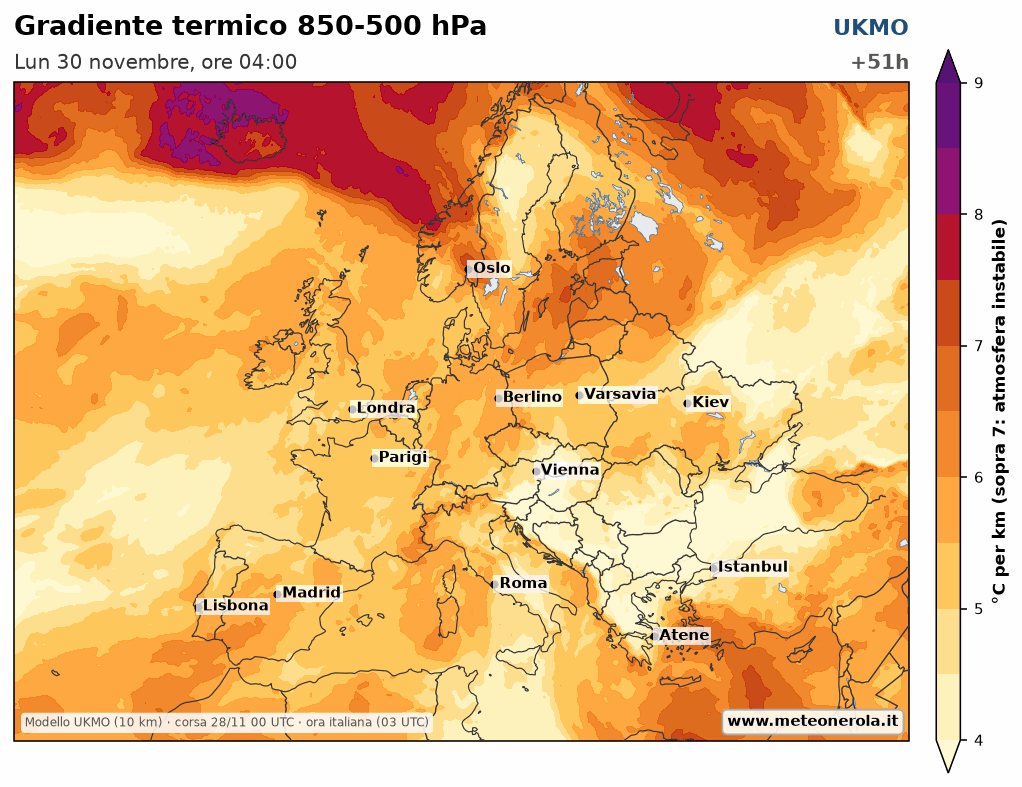 Gradiente termico 850-500 hPa
UKMO
Lun 30 novembre, ore 04:00
+51h
9
8
7
6
5
4
°C per km (sopra 7: atmosfera instabile)
Oslo
Berlino
Varsavia
Kiev
Londra
Parigi
Vienna
Istanbul
Roma
Madrid
Lisbona
Atene
Modello UKMO (10 km) · corsa 28/11 00 UTC · ora italiana (03 UTC)
www.meteonerola.it